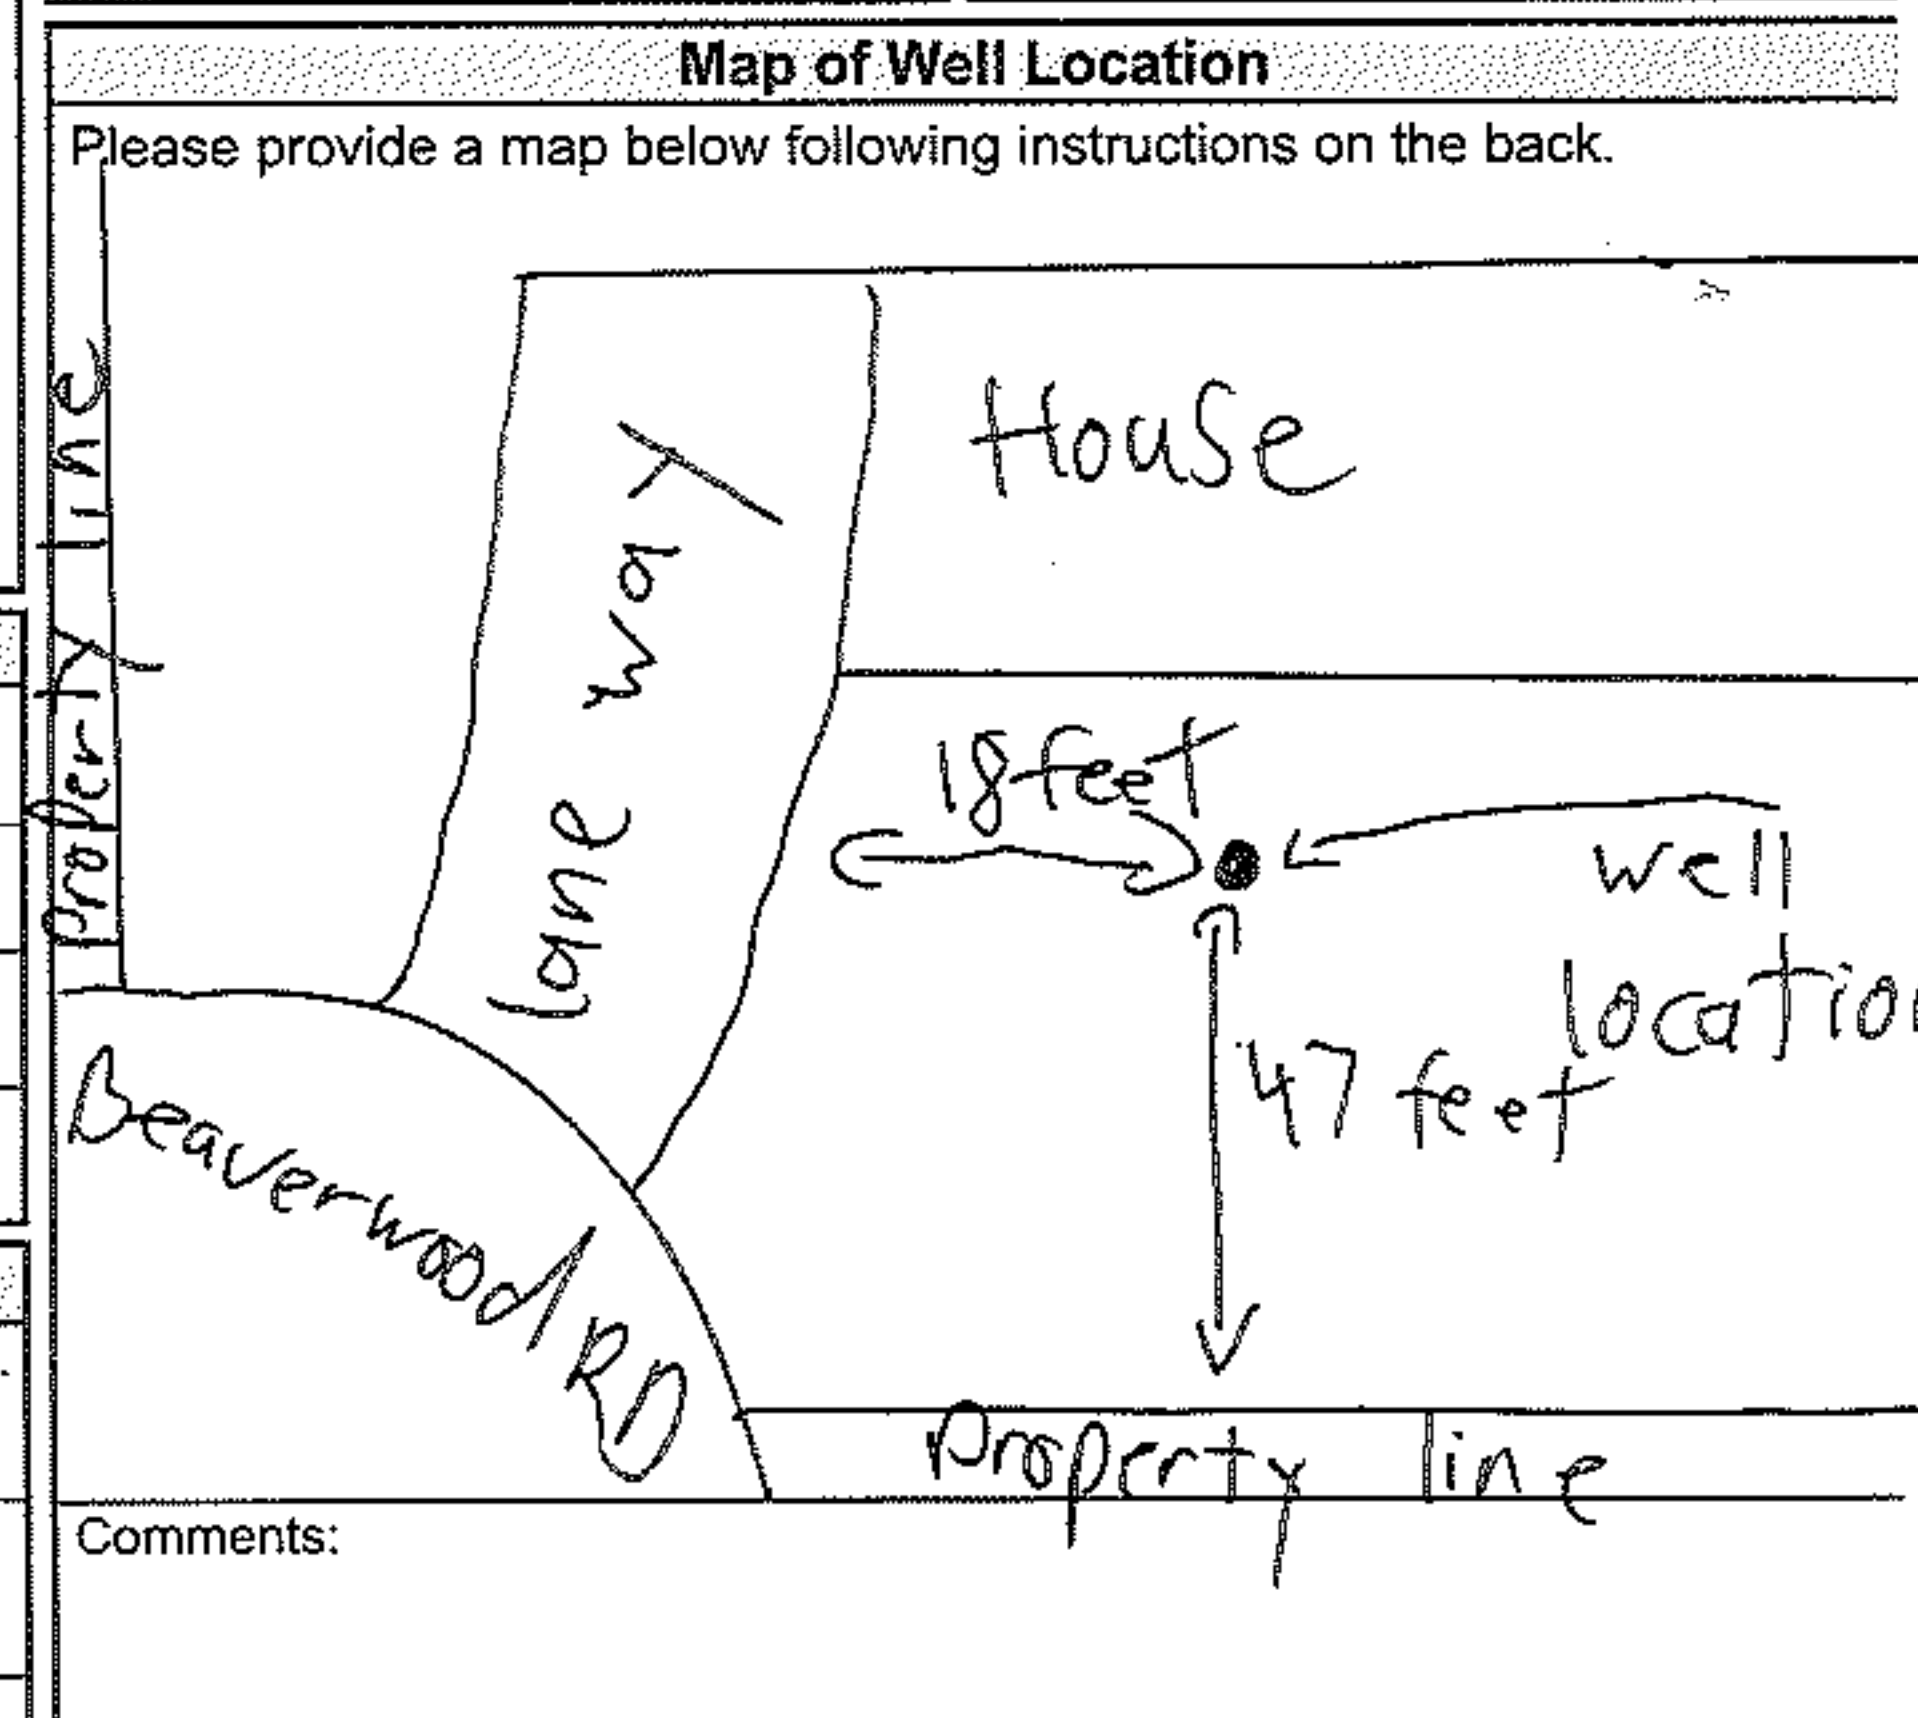 Map of Well Location
Please provide a map below following instructions on the back.
Property line
House
Lane way
18 feet
well
location
47 feet
Beaverwood RD
Property line
Comments: